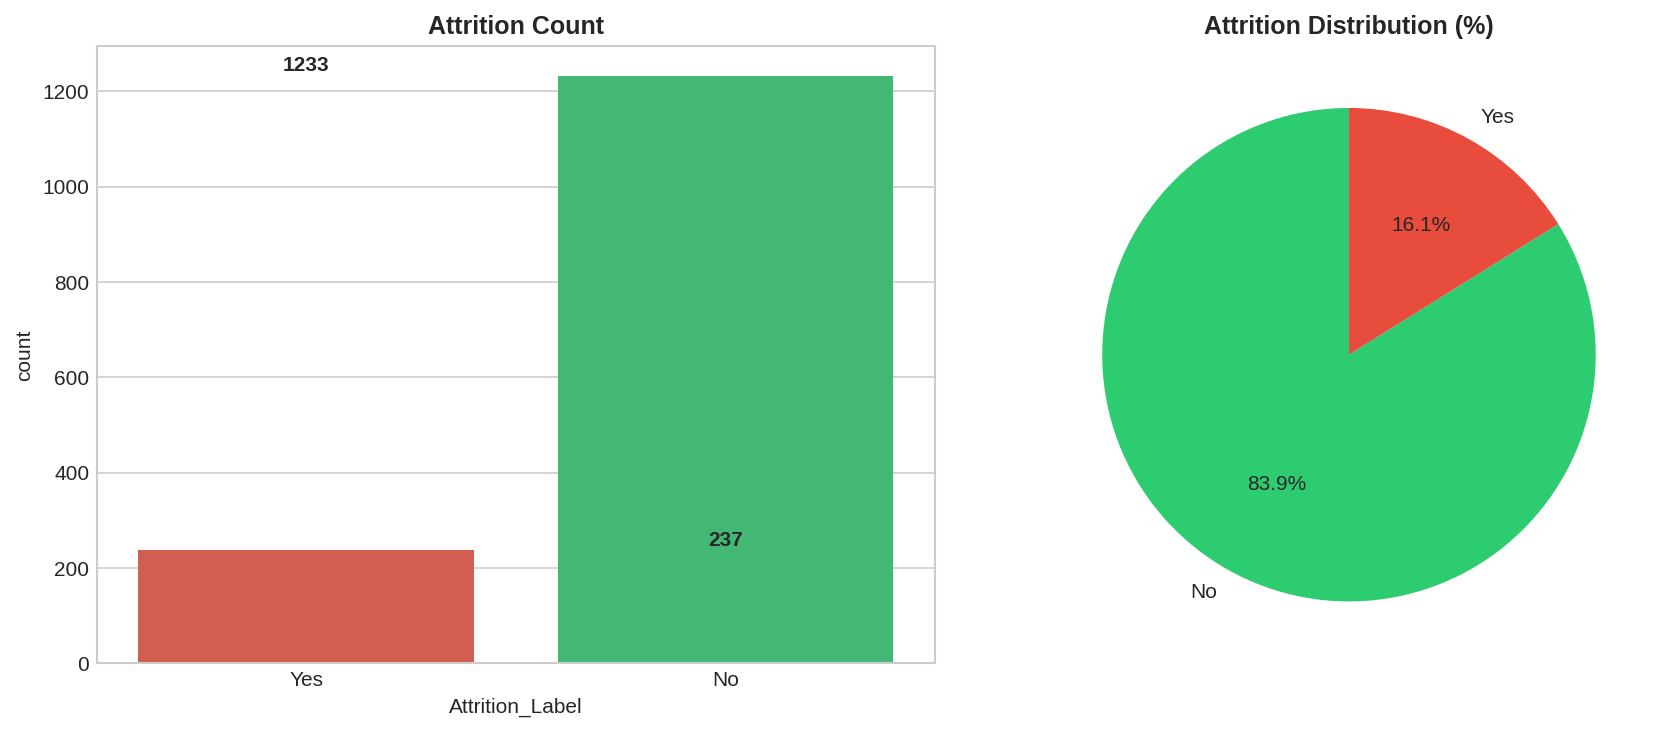 Attrition Count
1233
1200
1000
800
600
400
200
0
count
237
Yes
No
Attrition_Label
Attrition Distribution (%)
Yes
16.1%
83.9%
No